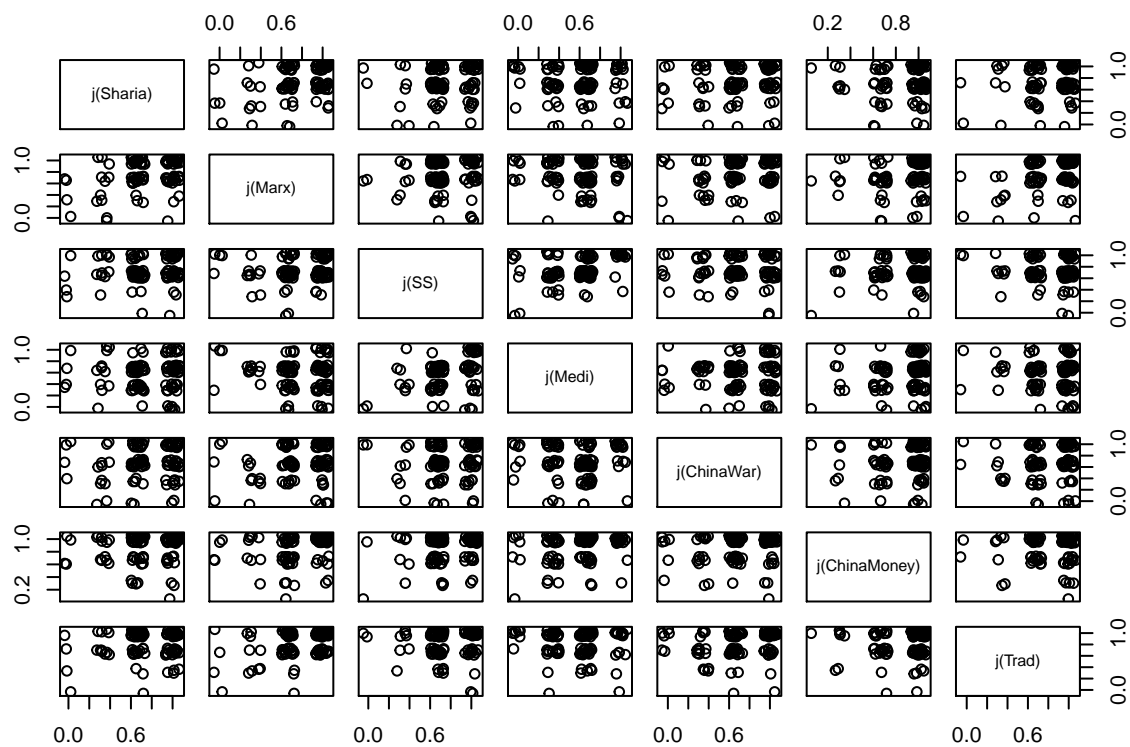 0.0 0.6 0.0 0.6 0.2 0.8
j(Sharia) 0.0 1.0
0.0 1.0 j(Marx)
j(SS) 0.0 1.0
0.0 1.0 j(Medi)
j(ChinaWar) 0.0 1.0
0.2 1.0 j(ChinaMoney)
j(Trad) 0.0 1.0
0.0 0.6 0.0 0.6 0.0 0.6 0.0 0.6